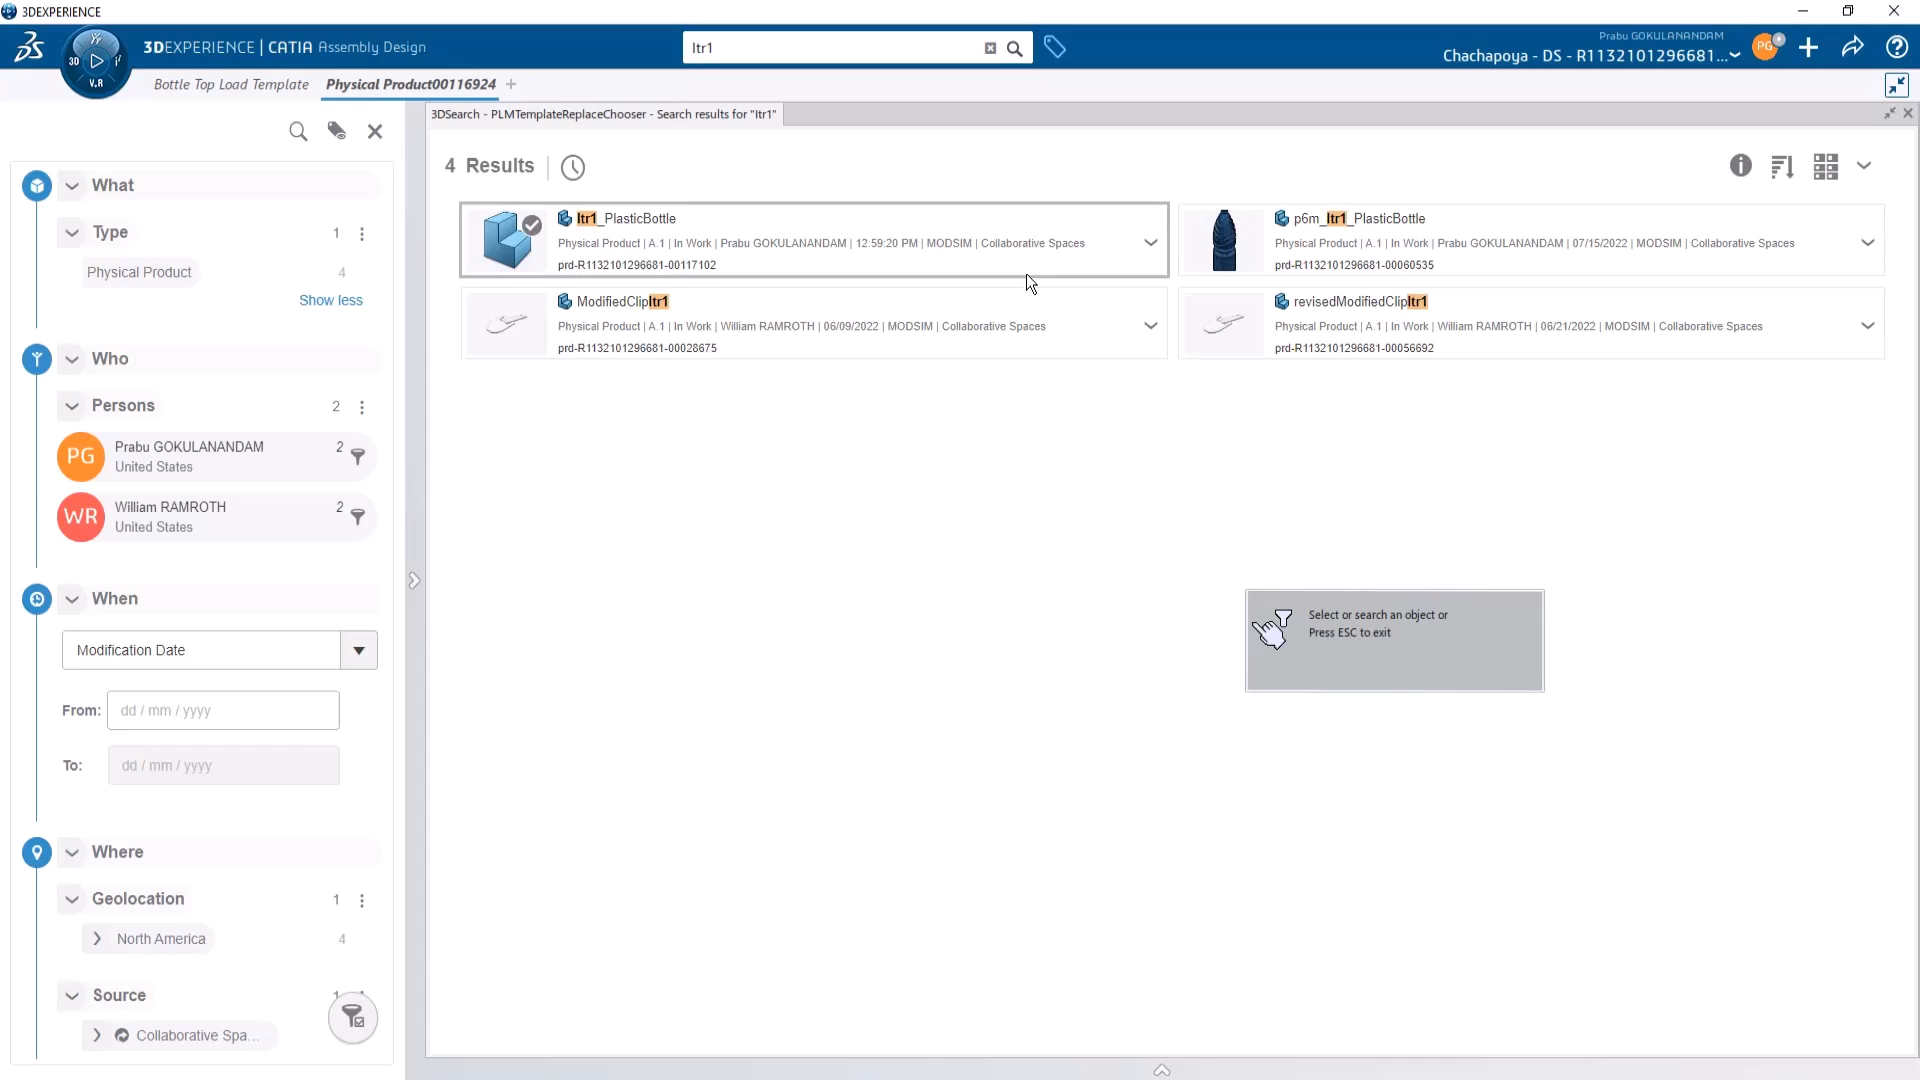 3DEXPERIENCE
3DEXPERIENCE | CATIA Assembly Design
3D
V.R
ltr1
Prabu GOKULANANDAM
Chachapoya - DS - R1132101296681...
PG
Bottle Top Load Template
Physical Product00116924
3DSearch - PLMTemplateReplaceChooser - Search results for "ltr1"
4 Results
What
Type 1
Physical Product 4
Show less
Who
Persons 2
PG
Prabu GOKULANANDAM 2
United States
WR
William RAMROTH 2
United States
When
Modification Date
From: dd / mm / yyyy
To: dd / mm / yyyy
Where
Geolocation 1
North America 4
Source 1
Collaborative Spa...
ltr1_PlasticBottle
Physical Product | A.1 | In Work | Prabu GOKULANANDAM | 12:59:20 PM | MODSIM | Collaborative Spaces
prd-R1132101296681-00117102
p6m_ltr1_PlasticBottle
Physical Product | A.1 | In Work | Prabu GOKULANANDAM | 07/15/2022 | MODSIM | Collaborative Spaces
prd-R1132101296681-00060535
ModifiedClipltr1
Physical Product | A.1 | In Work | William RAMROTH | 06/09/2022 | MODSIM | Collaborative Spaces
prd-R1132101296681-00028675
revisedModifiedClipltr1
Physical Product | A.1 | In Work | William RAMROTH | 06/21/2022 | MODSIM | Collaborative Spaces
prd-R1132101296681-00056692
Select or search an object or
Press ESC to exit